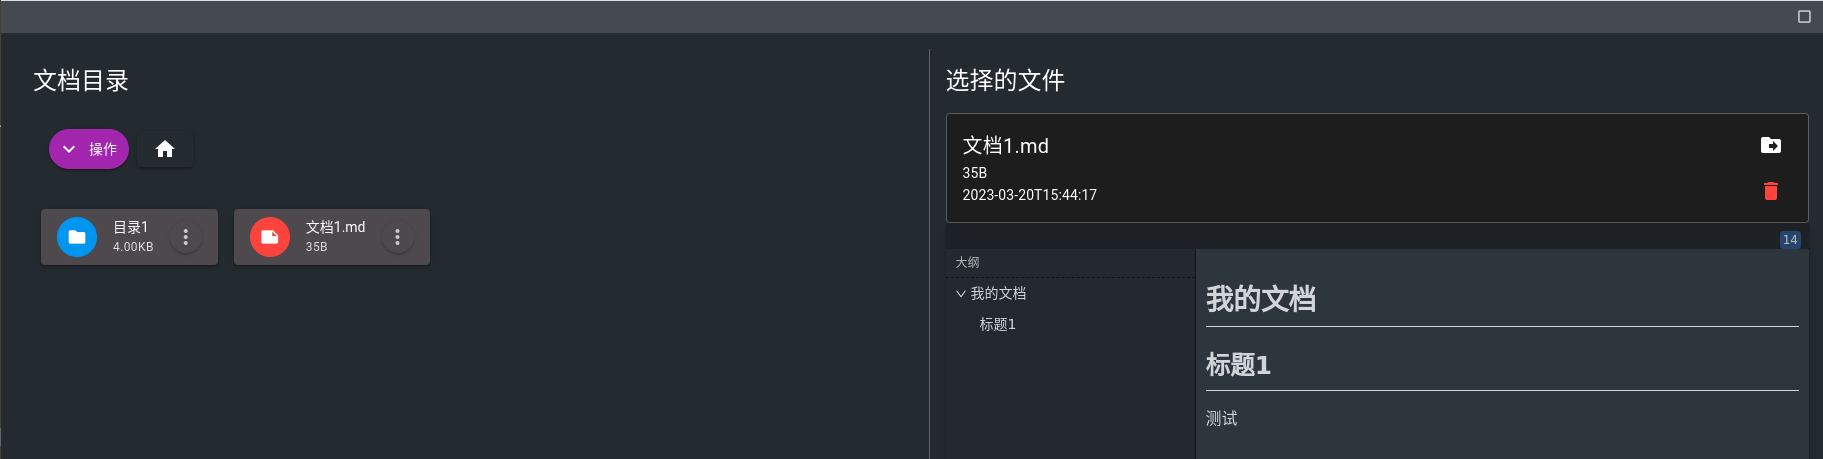 文档目录
操作
目录1
4.00KB
文档1.md
35B
选择的文件
文档1.md
35B
2023-03-20T15:44:17
14
大纲
我的文档
标题1
我的文档
标题1
测试